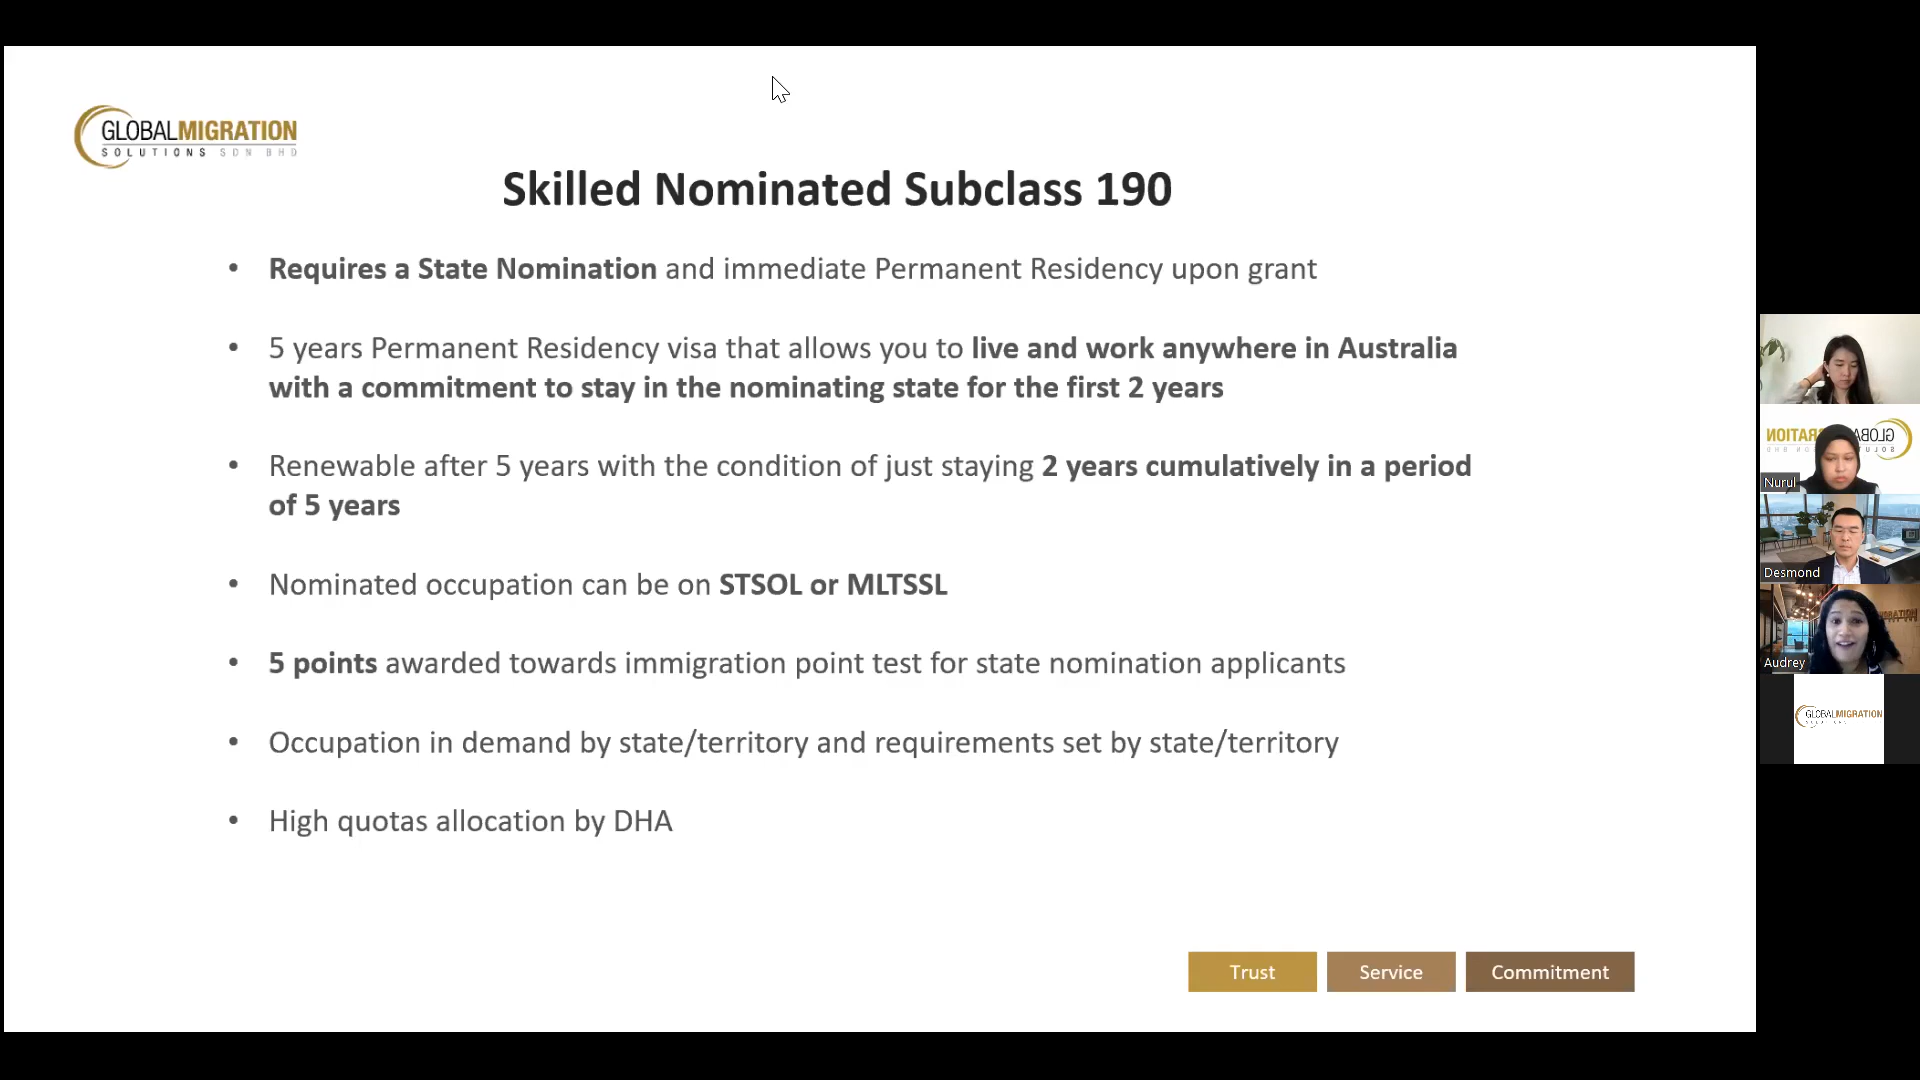 GLOBALMIGRATION
SOLUTIONS SDN BHD
Skilled Nominated Subclass 190
• Requires a State Nomination and immediate Permanent Residency upon grant
• 5 years Permanent Residency visa that allows you to live and work anywhere in Australia
with a commitment to stay in the nominating state for the first 2 years
• Renewable after 5 years with the condition of just staying 2 years cumulatively in a period
of 5 years
• Nominated occupation can be on STSOL or MLTSSL
• 5 points awarded towards immigration point test for state nomination applicants
• Occupation in demand by state/territory and requirements set by state/territory
• High quotas allocation by DHA
Trust
Service
Commitment
Nurul
Desmond
Audrey
GLOBALMIGRATION